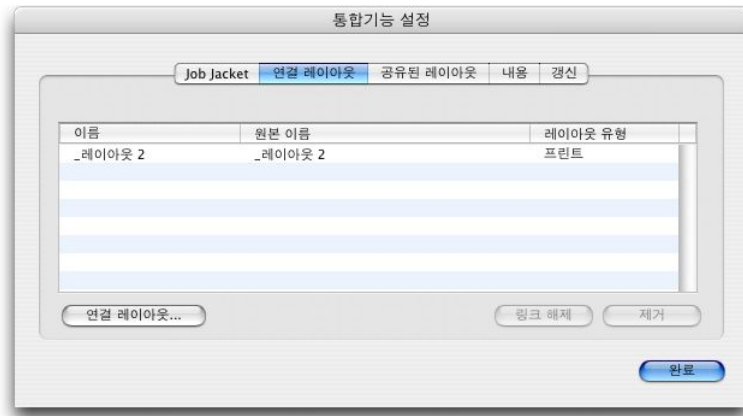 통합기능 설정
Job Jacket 연결 레이아웃 공유된 레이아웃 내용 갱신
이름 원본 이름 레이아웃 유형
_레이아웃 2 _레이아웃 2 프린트
연결 레이아웃... 링크 해제 제거
완료